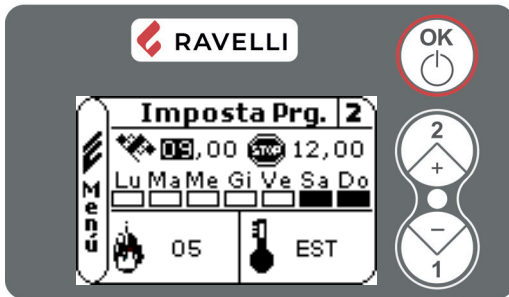 RAVELLI
OK
Imposta Prg. 2
09,00 STOP 12,00
Lu Ma Me Gi Ve Sa Do
Menú
05 EST
2
+
−
1